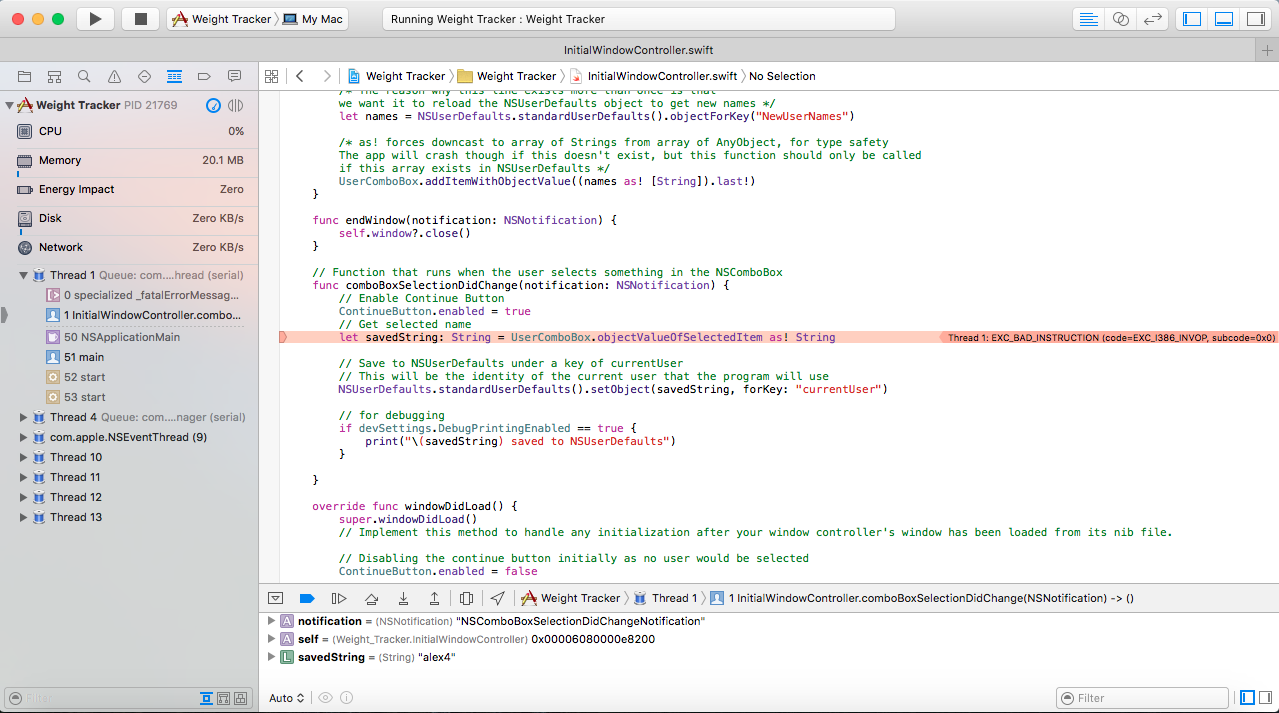 Weight Tracker My Mac
Running Weight Tracker : Weight Tracker
InitialWindowController.swift
Weight Tracker Weight Tracker InitialWindowController.swift No Selection
Weight Tracker PID 21769
CPU 0%
Memory 20.1 MB
Energy Impact Zero
Disk Zero KB/s
Network Zero KB/s
Thread 1 Queue: com....hread (serial)
0 specialized _fatalErrorMessag...
1 InitialWindowController.combo...
50 NSApplicationMain
51 main
52 start
53 start
Thread 4 Queue: com....nager (serial)
com.apple.NSEventThread (9)
Thread 10
Thread 11
Thread 12
Thread 13
Filter
/* The reason why this line exists more than once is that
we want it to reload the NSUserDefaults object to get new names */
let names = NSUserDefaults.standardUserDefaults().objectForKey("NewUserNames")
/* as! forces downcast to array of Strings from array of AnyObject, for type safety
The app will crash though if this doesn't exist, but this function should only be called
if this array exists in NSUserDefaults */
UserComboBox.addItemWithObjectValue((names as! [String]).last!)
}
func endWindow(notification: NSNotification) {
self.window?.close()
}
// Function that runs when the user selects something in the NSComboBox
func comboBoxSelectionDidChange(notification: NSNotification) {
// Enable Continue Button
ContinueButton.enabled = true
// Get selected name
let savedString: String = UserComboBox.objectValueOfSelectedItem as! String
Thread 1: EXC_BAD_INSTRUCTION (code=EXC_I386_INVOP, subcode=0x0)
// Save to NSUserDefaults under a key of currentUser
// This will be the identity of the current user that the program will use
NSUserDefaults.standardUserDefaults().setObject(savedString, forKey: "currentUser")
// for debugging
if devSettings.DebugPrintingEnabled == true {
print("\(savedString) saved to NSUserDefaults")
}
}
override func windowDidLoad() {
super.windowDidLoad()
// Implement this method to handle any initialization after your window controller's window has been loaded from its nib file.
// Disabling the continue button initially as no user would be selected
ContinueButton.enabled = false
Weight Tracker Thread 1 1 InitialWindowController.comboBoxSelectionDidChange(NSNotification) -> ()
A notification = (NSNotification) "NSComboBoxSelectionDidChangeNotification"
A self = (Weight_Tracker.InitialWindowController) 0x00006080000e8200
L savedString = (String) "alex4"
Auto
Filter